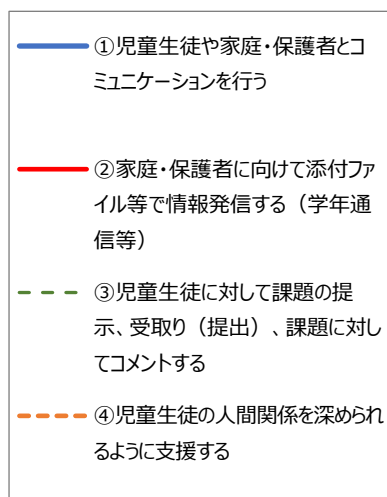 ①児童生徒や家庭・保護者とコ
ミュニケーションを行う
②家庭・保護者に向けて添付ファ
イル等で情報発信する（学年通
信等）
③児童生徒に対して課題の提
示、受取り（提出）、課題に対し
てコメントする
④児童生徒の人間関係を深められ
るように支援する